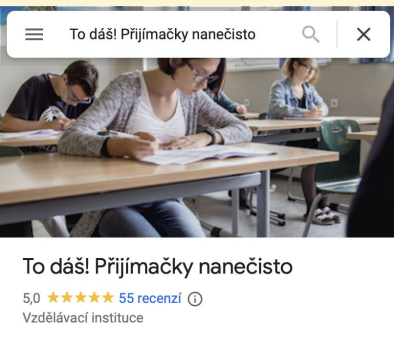 To dáš! Přijímačky nanečisto
To dáš! Přijímačky nanečisto
5,0 55 recenzí
Vzdělávací instituce